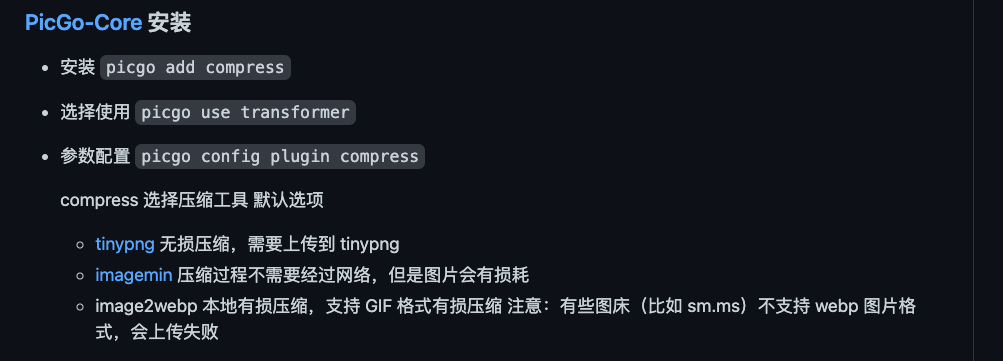 PicGo-Core 安装
安装 picgo add compress
选择使用 picgo use transformer
参数配置 picgo config plugin compress
compress 选择压缩工具 默认选项
tinypng 无损压缩，需要上传到 tinypng
imagemin 压缩过程不需要经过网络，但是图片会有损耗
image2webp 本地有损压缩，支持 GIF 格式有损压缩 注意：有些图床（比如 sm.ms）不支持 webp 图片格
式，会上传失败